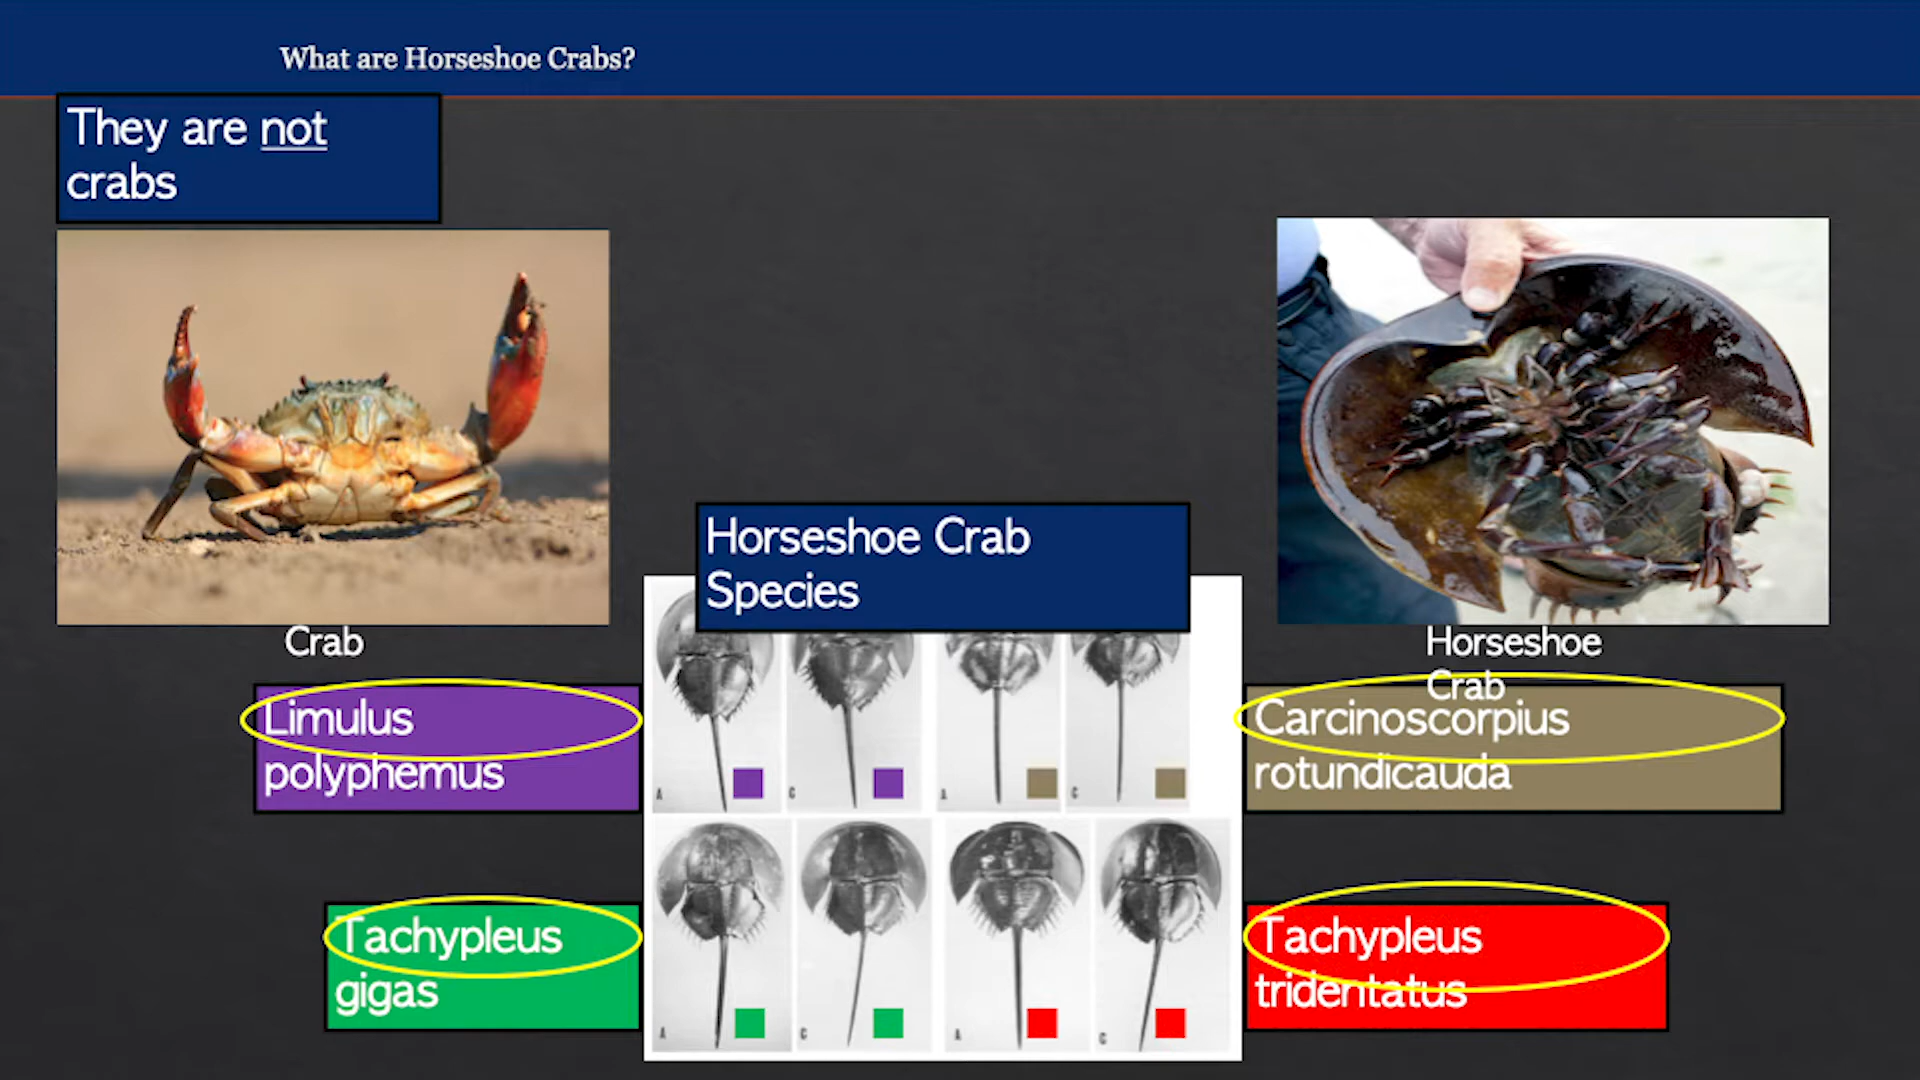 What are Horseshoe Crabs?
They are not
crabs
Crab
Horseshoe Crab
Species
Horseshoe
Crab
Limulus
polyphemus
Carcinoscorpius
rotundicauda
Tachypleus
gigas
Tachypleus
tridentatus
A
C
A
C
A
C
A
C